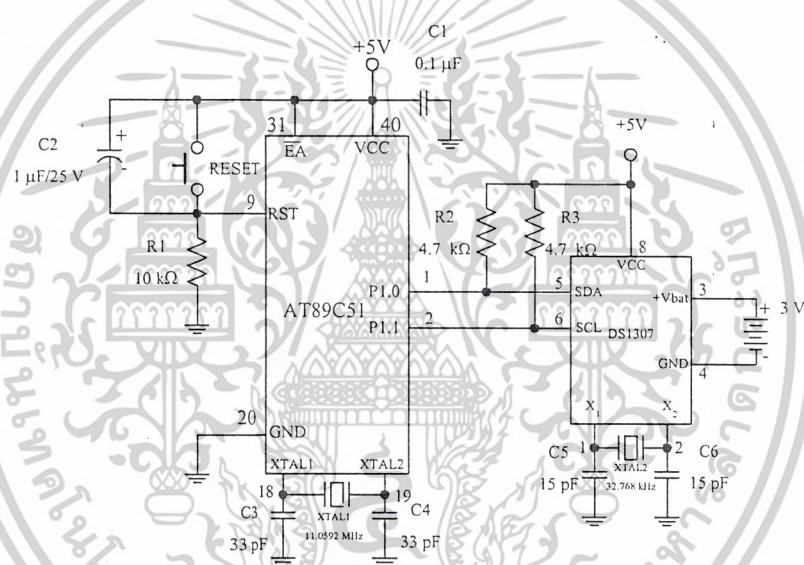 +5V
C1
0.1 µF
C2
+
-
1 µF/25 V
RESET
31
40
EA
VCC
+5V
9
RST
R1
10 kΩ
R2
4.7 kΩ
R3
4.7 kΩ
8
VCC
AT89C51
P1.0
1
5
SDA
+Vbat
3
+
3 V
-
P1.1
2
6
SCL
DS1307
GND
4
20
GND
X1
X2
XTAL1
XTAL2
C5
1
2
C6
XTAL2
15 pF
32.768 kHz
15 pF
18
19
C3
XTAL1
C4
33 pF
11.0592 MHz
33 pF